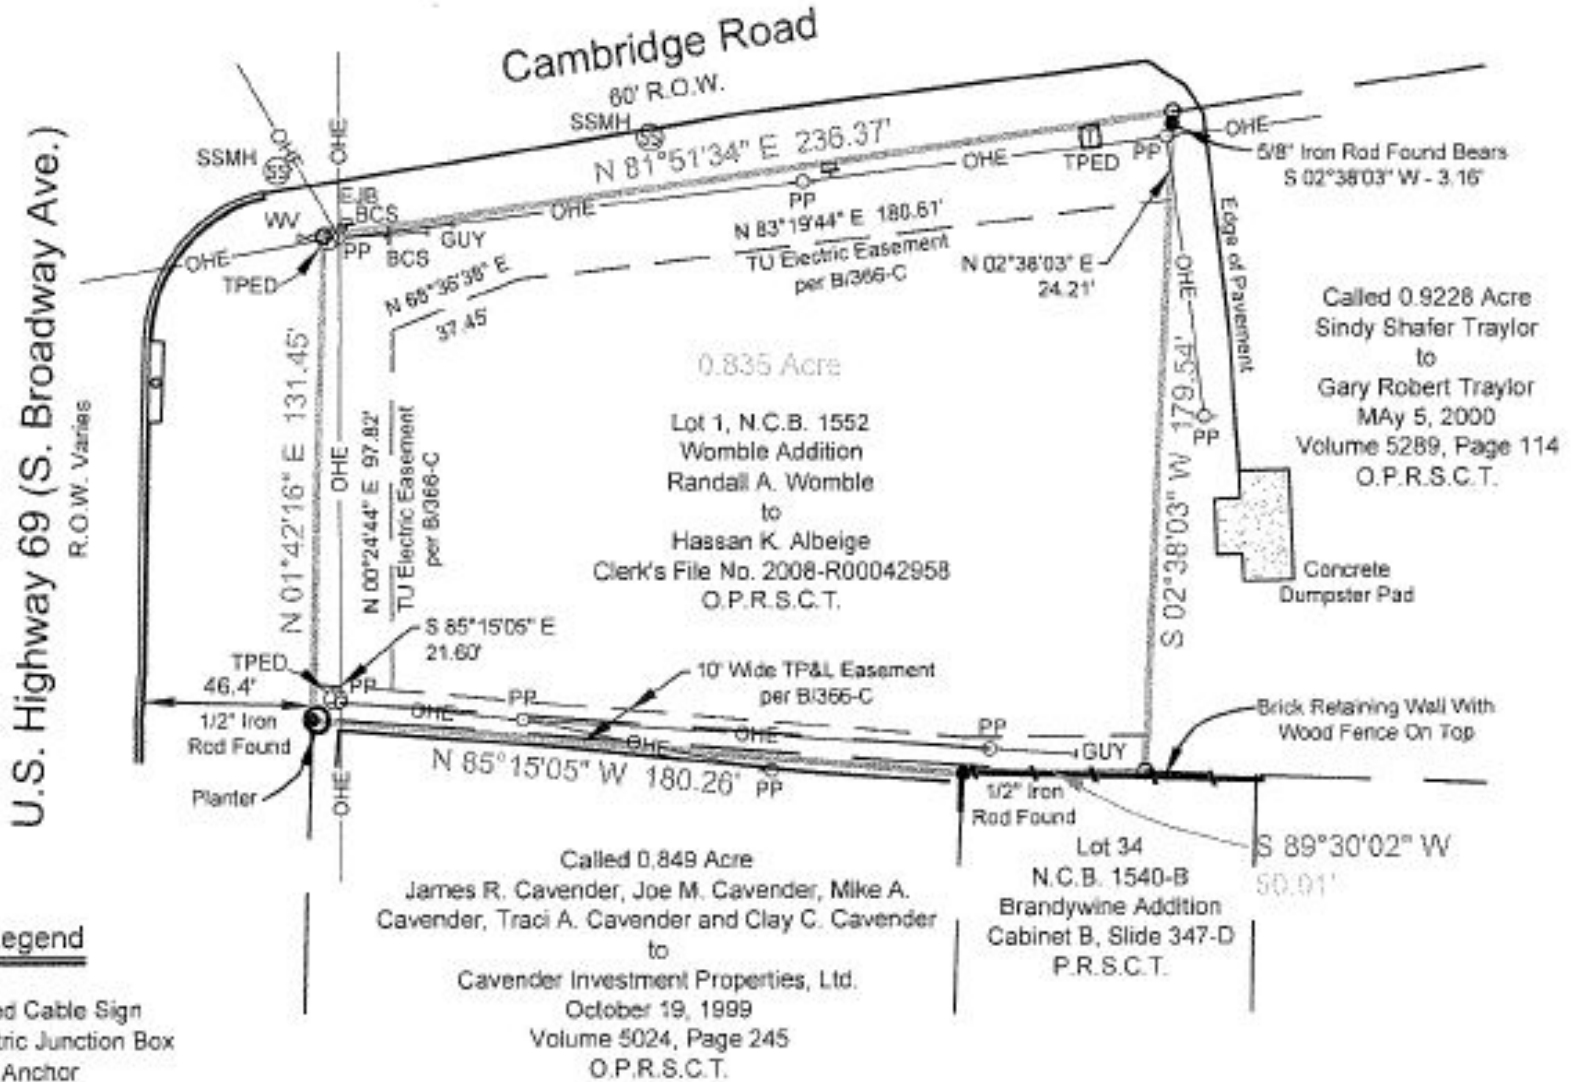 Cambridge Road
60' R.O.W.
SSMH
SS
SSMH
SS
OHE
OHE
N 81°51'34" E 236.37'
OHE
TPED
PP
OHE
5/8" Iron Rod Found Bears
S 02°38'03" W - 3.16'
EJB
BCS
WV
PP
GUY
BCS
OHE
OHE
PP
TPED
N 83°19'44" E 180.61'
TU Electric Easement
per B/366-C
N 02°38'03" E
24.21'
OHE
Edge of Pavement
N 68°36'38" E
37.45'
U.S. Highway 69 (S. Broadway Ave.)
R.O.W. Varies
N 01°42'16" E 131.45'
OHE
N 00°24'44" E 97.82'
TU Electric Easement
per B/366-C
0.835 Acre
Lot 1, N.C.B. 1552
Womble Addition
Randall A. Womble
to
Hassan K. Albeige
Clerk's File No. 2008-R00042958
O.P.R.S.C.T.
S 02°38'03" W 179.54'
PP
Called 0.9228 Acre
Sindy Shafer Traylor
to
Gary Robert Traylor
MAy 5, 2000
Volume 5289, Page 114
O.P.R.S.C.T.
Concrete
Dumpster Pad
S 85°15'05" E
21.60'
TPED
PP
46.4'
1/2" Iron
Rod Found
Planter
OHE
PP
10' Wide TP&L Easement
per B/366-C
OHE
OHE
OHE
PP
GUY
Brick Retaining Wall With
Wood Fence On Top
N 85°15'05" W 180.26'
PP
1/2" Iron
Rod Found
S 89°30'02" W
50.01'
Called 0.849 Acre
James R. Cavender, Joe M. Cavender, Mike A.
Cavender, Traci A. Cavender and Clay C. Cavender
to
Cavender Investment Properties, Ltd.
October 19, 1999
Volume 5024, Page 245
O.P.R.S.C.T.
Lot 34
N.C.B. 1540-B
Brandywine Addition
Cabinet B, Slide 347-D
P.R.S.C.T.
egend
ed Cable Sign
tric Junction Box
Anchor